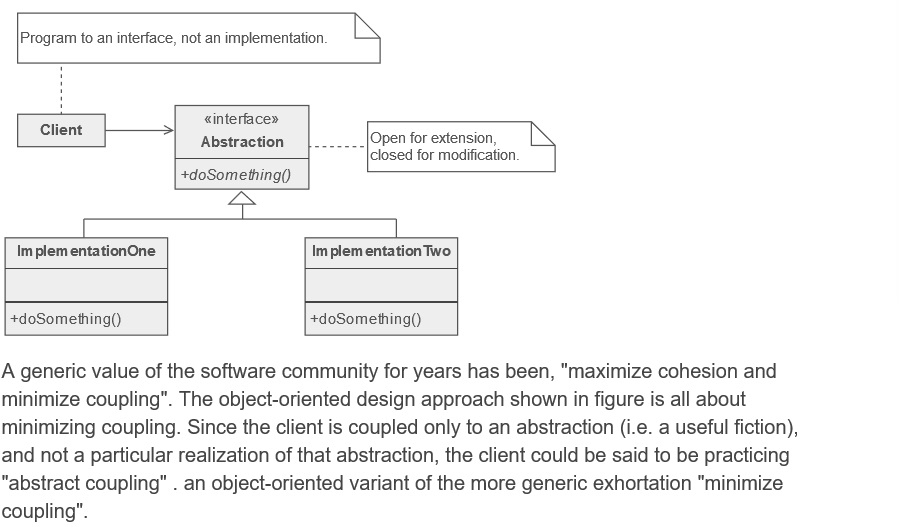 Program to an interface, not an implementation.
Client
«interface»
Abstraction
+doSomething()
Open for extension,
closed for modification.
ImplementationOne
+doSomething()
ImplementationTwo
+doSomething()
A generic value of the software community for years has been, "maximize cohesion and
minimize coupling". The object-oriented design approach shown in figure is all about
minimizing coupling. Since the client is coupled only to an abstraction (i.e. a useful fiction),
and not a particular realization of that abstraction, the client could be said to be practicing
"abstract coupling" . an object-oriented variant of the more generic exhortation "minimize
coupling".